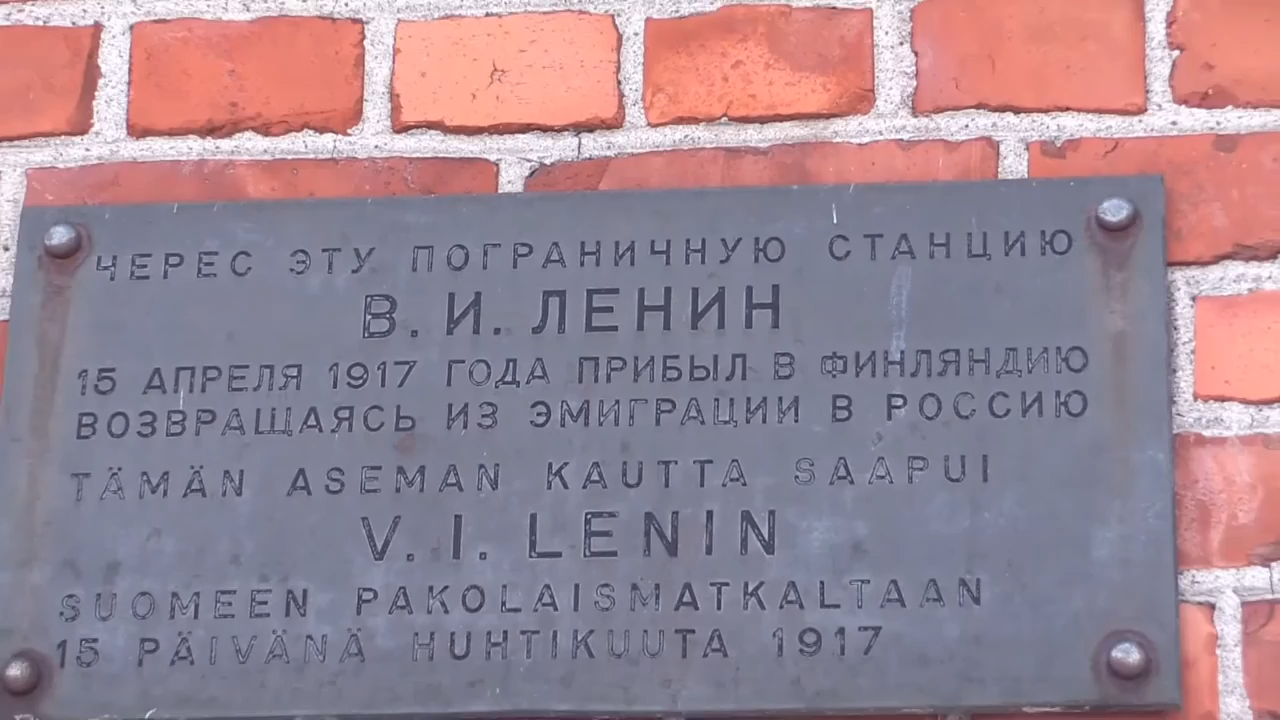 ЧЕРЕС ЭТУ ПОГРАНИЧНУЮ СТАНЦИЮ
В. И. ЛЕНИН
15 АПРЕЛЯ 1917 ГОДА ПРИБЫЛ В ФИНЛЯНДИЮ
ВОЗВРАЩАЯСЬ ИЗ ЭМИГРАЦИИ В РОССИЮ
TÄMÄN ASEMAN KAUTTA SAAPUI
V. I. LENIN
SUOMEEN PAKOLAISMATKALTAAN
15 PÄIVÄNÄ HUHTIKUUTA 1917